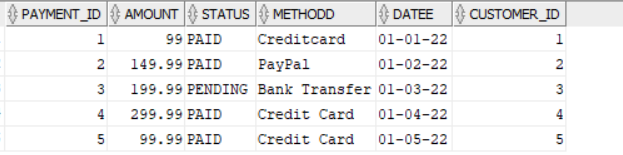 PAYMENT_ID AMOUNT STATUS METHODD DATEE CUSTOMER_ID
1 99 PAID Creditcard 01-01-22 1
2 149.99 PAID PayPal 01-02-22 2
3 199.99 PENDING Bank Transfer 01-03-22 3
4 299.99 PAID Credit Card 01-04-22 4
5 99.99 PAID Credit Card 01-05-22 5